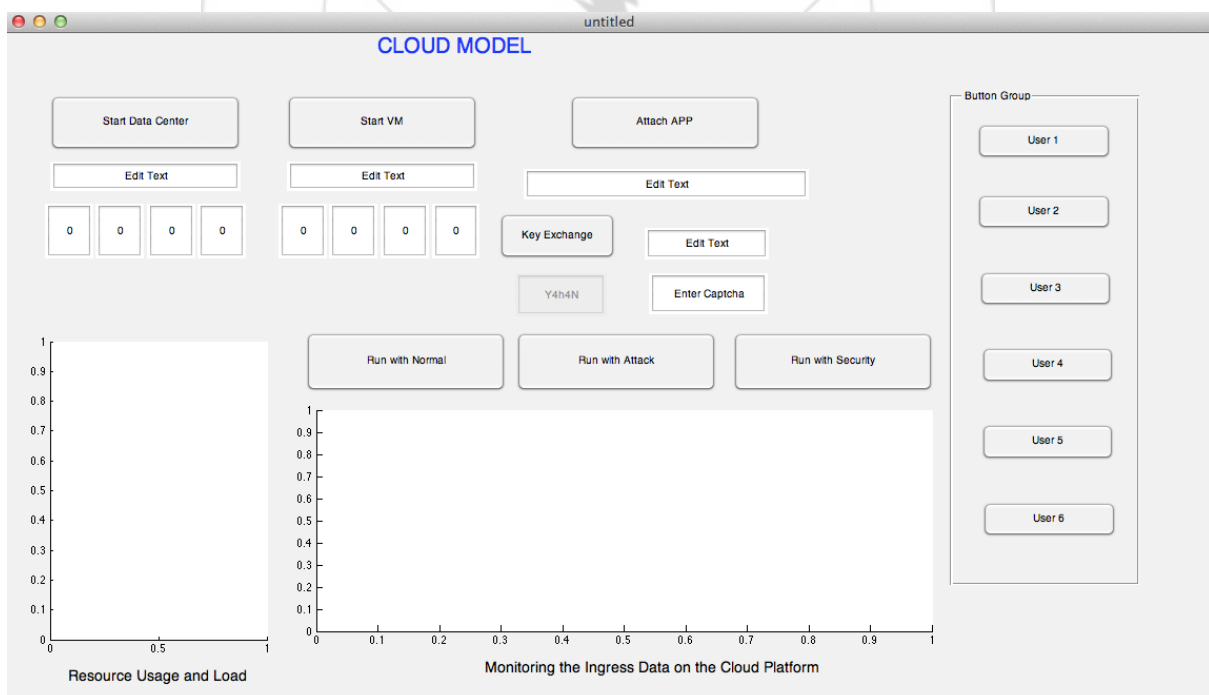 untitled
CLOUD MODEL
Start Data Center
Start VM
Attach APP
Edit Text
Edit Text
Edit Text
0 0 0 0
0 0 0 0
Key Exchange
Edit Text
Y4h4N
Enter Captcha
Run with Normal
Run with Attack
Run with Security
1
0.9
0.8
0.7
0.6
0.5
0.4
0.3
0.2
0.1
0
0 0.5 1
Resource Usage and Load
1
0.9
0.8
0.7
0.6
0.5
0.4
0.3
0.2
0.1
0
0 0.1 0.2 0.3 0.4 0.5 0.6 0.7 0.8 0.9 1
Monitoring the Ingress Data on the Cloud Platform
Button Group
User 1
User 2
User 3
User 4
User 5
User 6